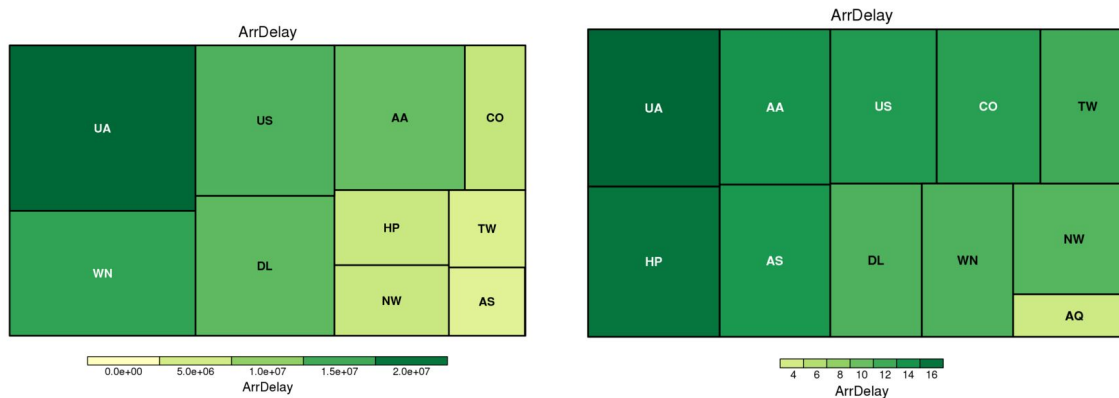 ArrDelay
UA
US
AA
CO
WN
DL
HP
TW
NW
AS
0.0e+00 5.0e+06 1.0e+07 1.5e+07 2.0e+07
ArrDelay
ArrDelay
UA
AA
US
CO
TW
HP
AS
DL
WN
NW
AQ
4 6 8 10 12 14 16
ArrDelay